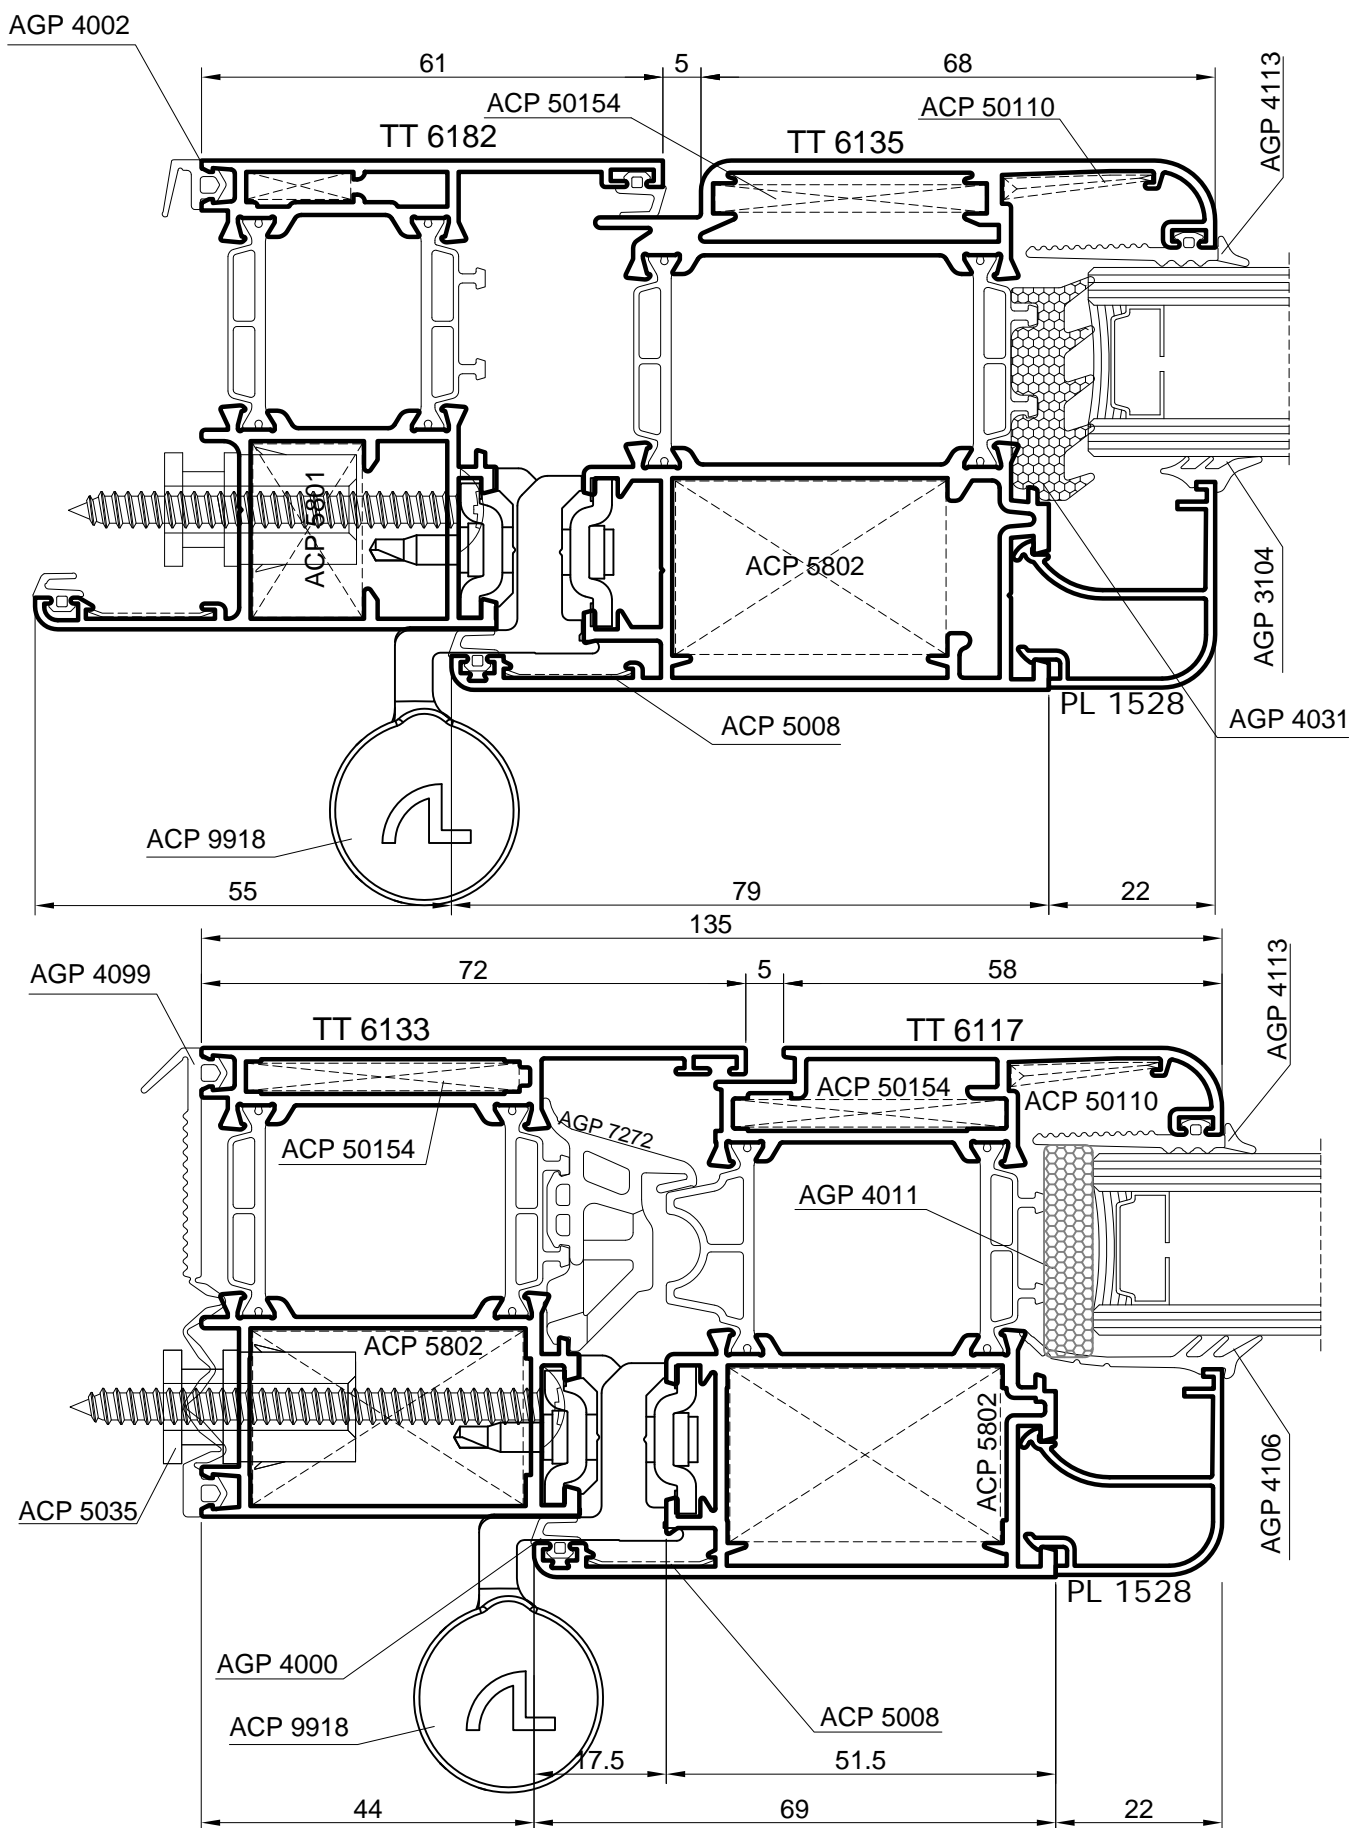 AGP 4002
61
5
68
AGP 4113
ACP 50154
ACP 50110
TT 6182
TT 6135
ACP 5801
ACP 5802
AGP 3104
PL 1528
AGP 4031
ACP 5008
ACP 9918
55
79
22
135
AGP 4099
72
5
58
AGP 4113
TT 6133
TT 6117
ACP 50154
ACP 50110
AGP 7272
ACP 50154
AGP 4011
ACP 5802
ACP 5802
AGP 4106
ACP 5035
PL 1528
AGP 4000
ACP 9918
ACP 5008
17.5
51.5
44
69
22